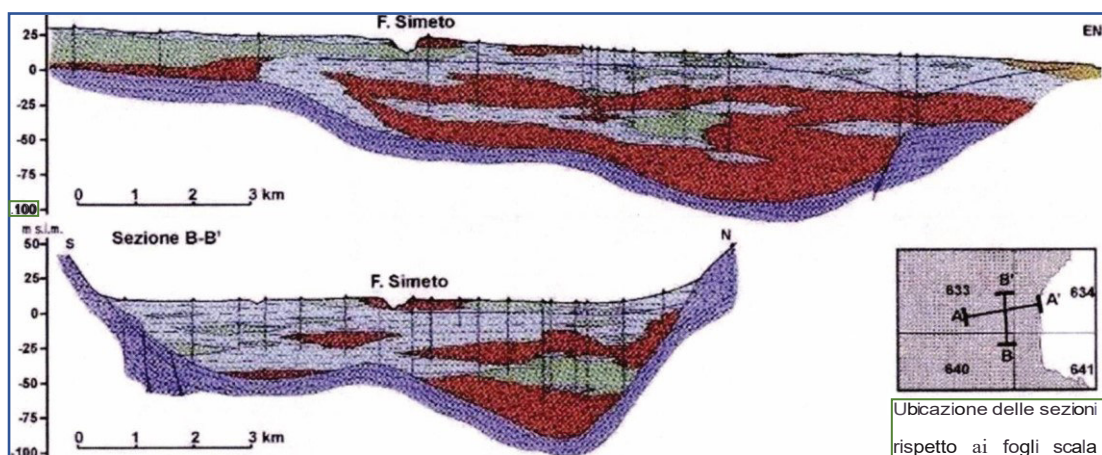 F. Simeto
EN
25
0
-25
-50
-75
.100
0 1 2 3 km
m s.l.m.
50
Sezione B-B'
S
N
F. Simeto
25
0
-25
-50
-75
-100
0 1 2 3 km
B'
633
634
A
A'
B
640
641
Ubicazione delle sezioni
rispetto ai fogli scala